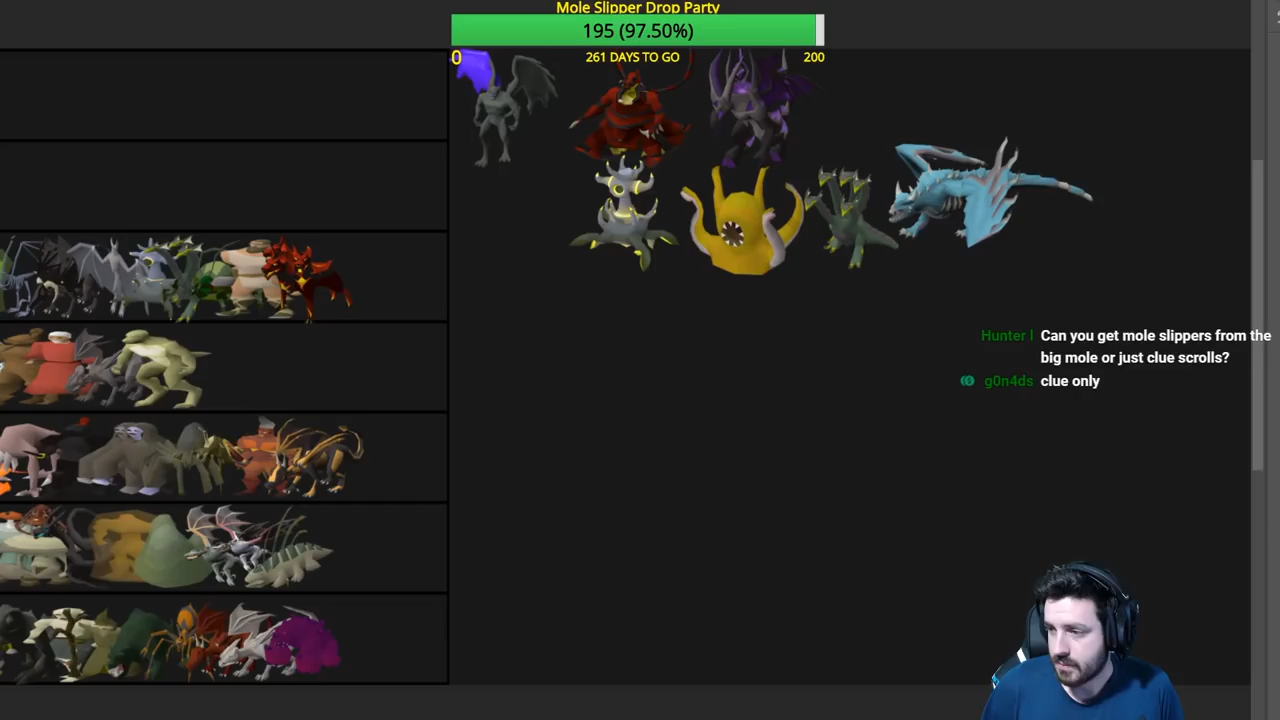 Mole Slipper Drop Party
195 (97.50%)
0 261 DAYS TO GO 200
Hunter l Can you get mole slippers from the
big mole or just clue scrolls?
g0n4ds clue only